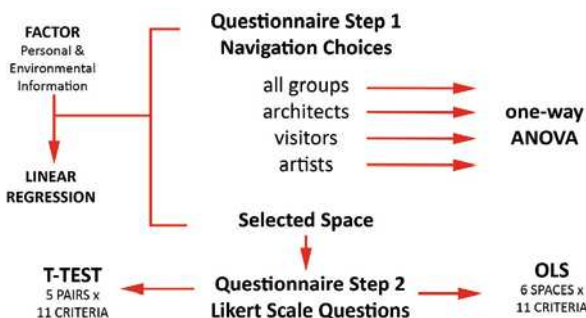 FACTOR
Personal &
Environmental
Information
LINEAR
REGRESSION
Questionnaire Step 1
Navigation Choices
all groups
architects
visitors
artists
one-way
ANOVA
Selected Space
T-TEST
5 PAIRS x
11 CRITERIA
Questionnaire Step 2
Likert Scale Questions
OLS
6 SPACES x
11 CRITERIA